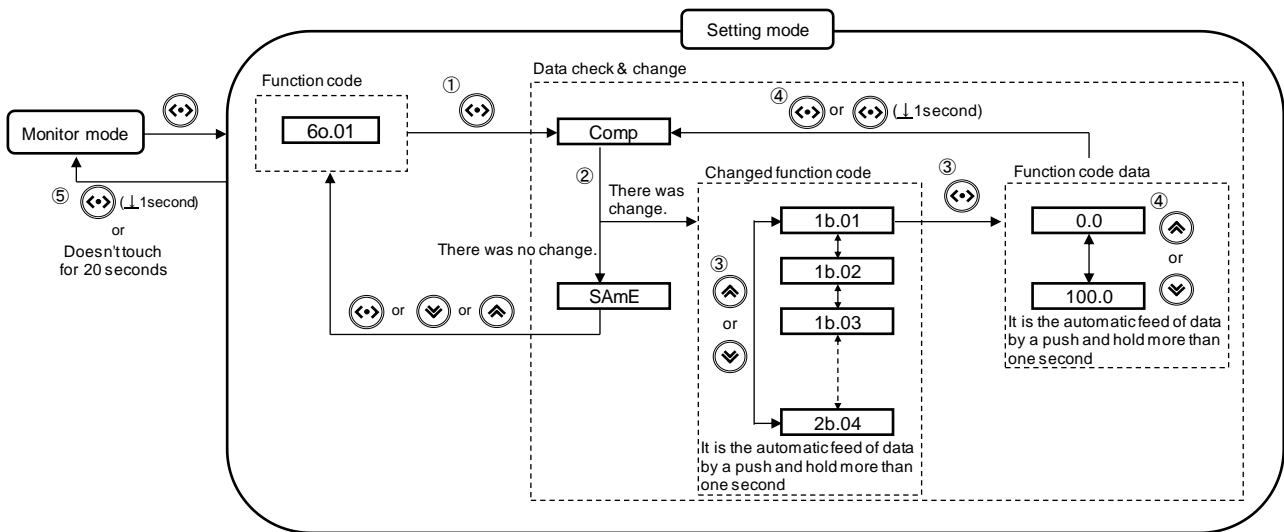 Setting mode
Function code
Data check & change
①
④
or
(↓1second)
Monitor mode
6o.01
Comp
⑤
(↓1second)
or
Doesn't touch
for 20 seconds
②
There was
change.
Changed function code
③
Function code data
1b.01
0.0
④
There was no change.
③
1b.02
or
SAmE
100.0
or
or
or
1b.03
It is the automatic feed of data
by a push and hold more than
one second
2b.04
It is the automatic feed of data
by a push and hold more than
one second